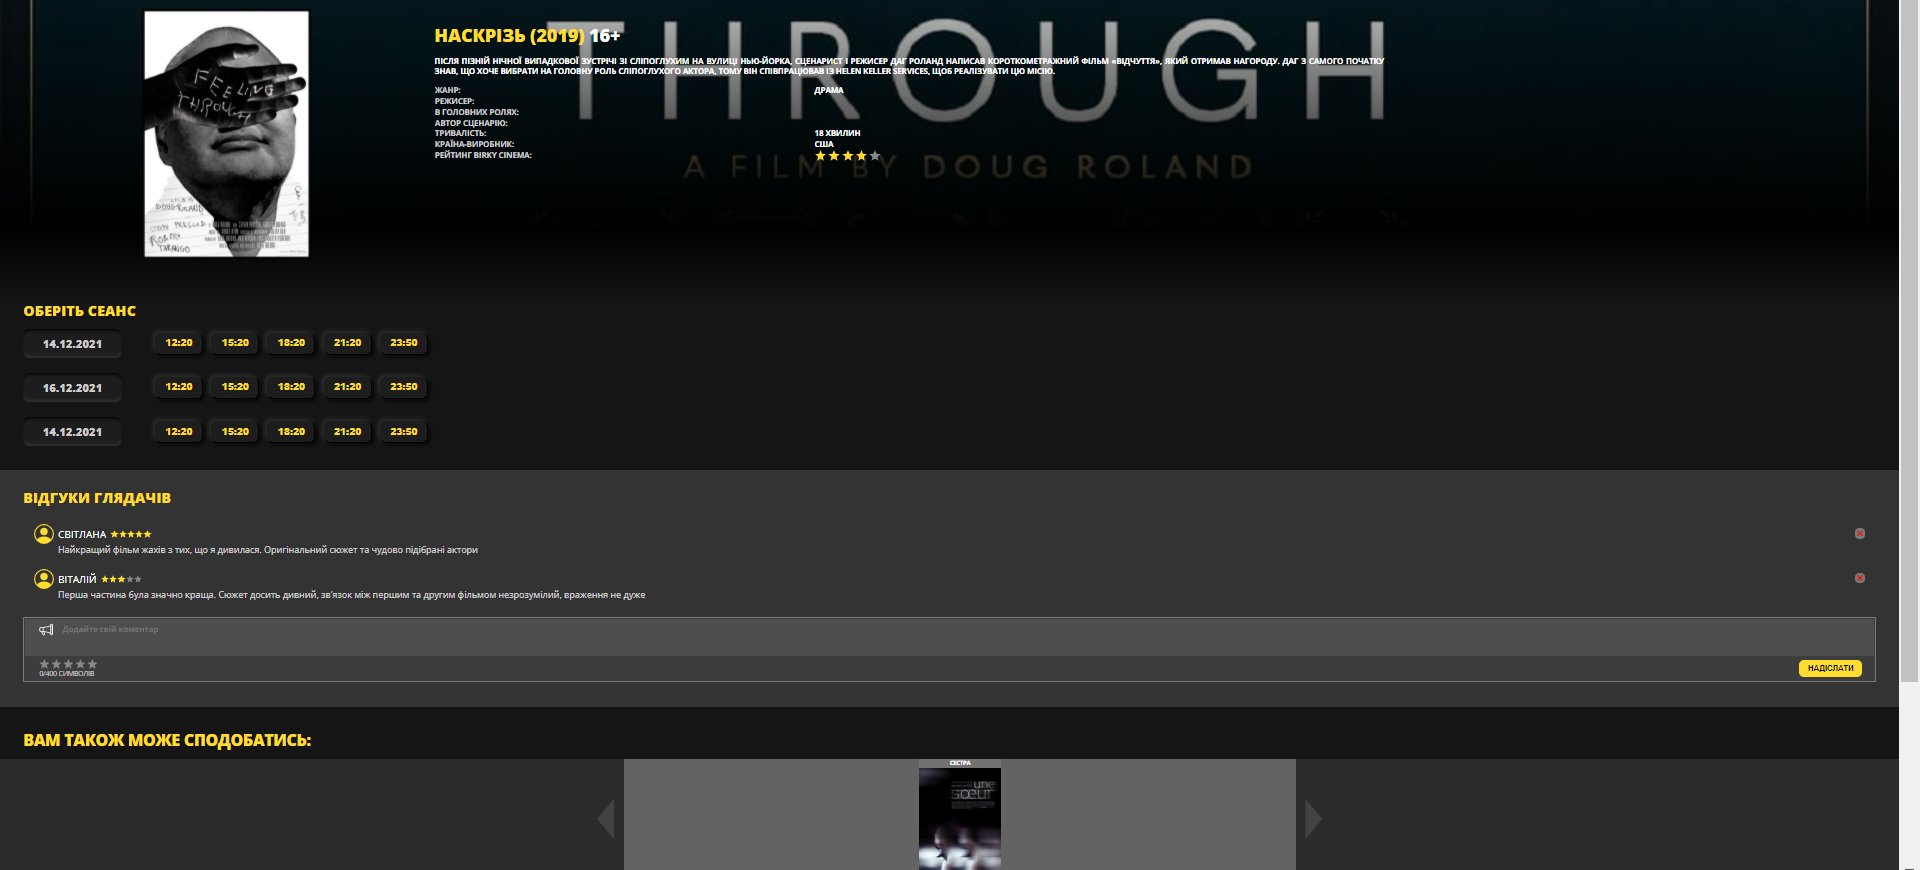 THROUGH
A FILM BY DOUG ROLAND
FEELING
THROUGH
A FILM BY
DOUG ROLAND
STEVEN PRESCOD
ROBERT
TARANGO
НАСКРІЗЬ (2019) 16+
ПІСЛЯ ПІЗНІЙ НІЧНОЇ ВИПАДКОВОЇ ЗУСТРІЧІ ЗІ СЛІПОГЛУХИМ НА ВУЛИЦІ НЬЮ-ЙОРКА, СЦЕНАРИСТ І РЕЖИСЕР ДАГ РОЛАНД НАПИСАВ КОРОТКОМЕТРАЖНИЙ ФІЛЬМ «ВІДЧУТТЯ», ЯКИЙ ОТРИМАВ НАГОРОДУ. ДАГ З САМОГО ПОЧАТКУ
ЗНАВ, ЩО ХОЧЕ ВИБРАТИ НА ГОЛОВНУ РОЛЬ СЛІПОГЛУХОГО АКТОРА, ТОМУ ВІН СПІВПРАЦЮВАВ ІЗ HELEN KELLER SERVICES, ЩОБ РЕАЛІЗУВАТИ ЦЮ МІСІЮ.
ЖАНР: ДРАМА
РЕЖИСЕР:
В ГОЛОВНИХ РОЛЯХ:
АВТОР СЦЕНАРІЮ:
ТРИВАЛІСТЬ: 18 ХВИЛИН
КРАЇНА-ВИРОБНИК: США
РЕЙТИНГ BIRKY CINEMA:
ОБЕРІТЬ СЕАНС
14.12.2021 12:20 15:20 18:20 21:20 23:50
16.12.2021 12:20 15:20 18:20 21:20 23:50
14.12.2021 12:20 15:20 18:20 21:20 23:50
ВІДГУКИ ГЛЯДАЧІВ
СВІТЛАНА
Найкращий фільм жахів з тих, що я дивилася. Оригінальний сюжет та чудово підібрані актори
ВІТАЛІЙ
Перша частина була значно краща. Сюжет досить дивний, зв'язок між першим та другим фільмом незрозумілий, враження не дуже
Додайте свій коментар
0/400 СИМВОЛІВ
НАДІСЛАТИ
ВАМ ТАКОЖ МОЖЕ СПОДОБАТИСЬ:
СЕСТРА
une
sœur